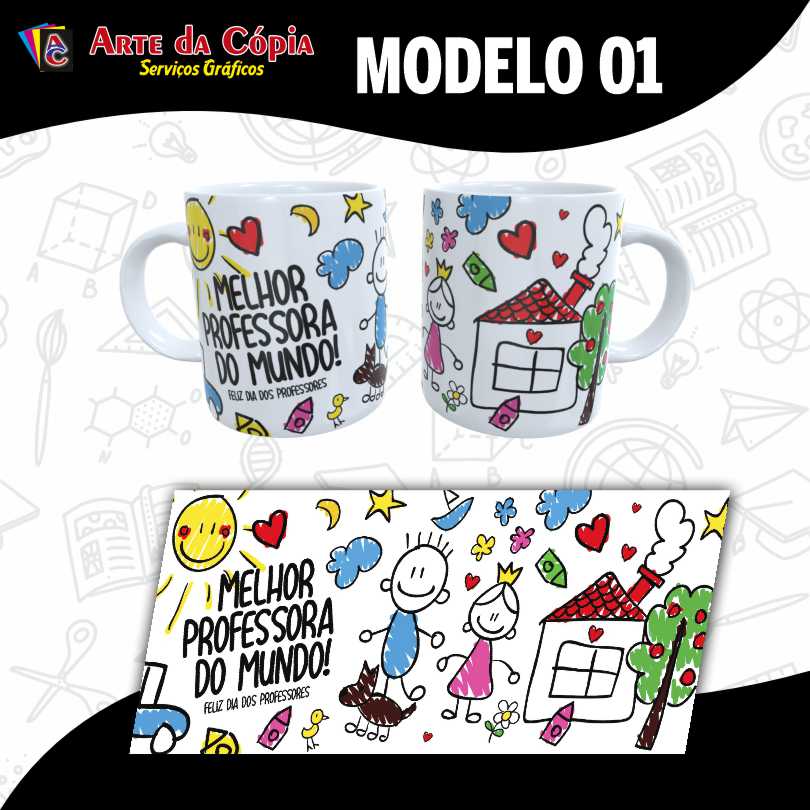 AC
ARTE DA CÓPIA
Serviços Gráficos
MODELO 01
MELHOR
PROFESSORA
DO MUNDO!
FELIZ DIA DOS PROFESSORES
A
B
MELHOR
PROFESSORA
DO MUNDO!
FELIZ DIA DOS PROFESSORES